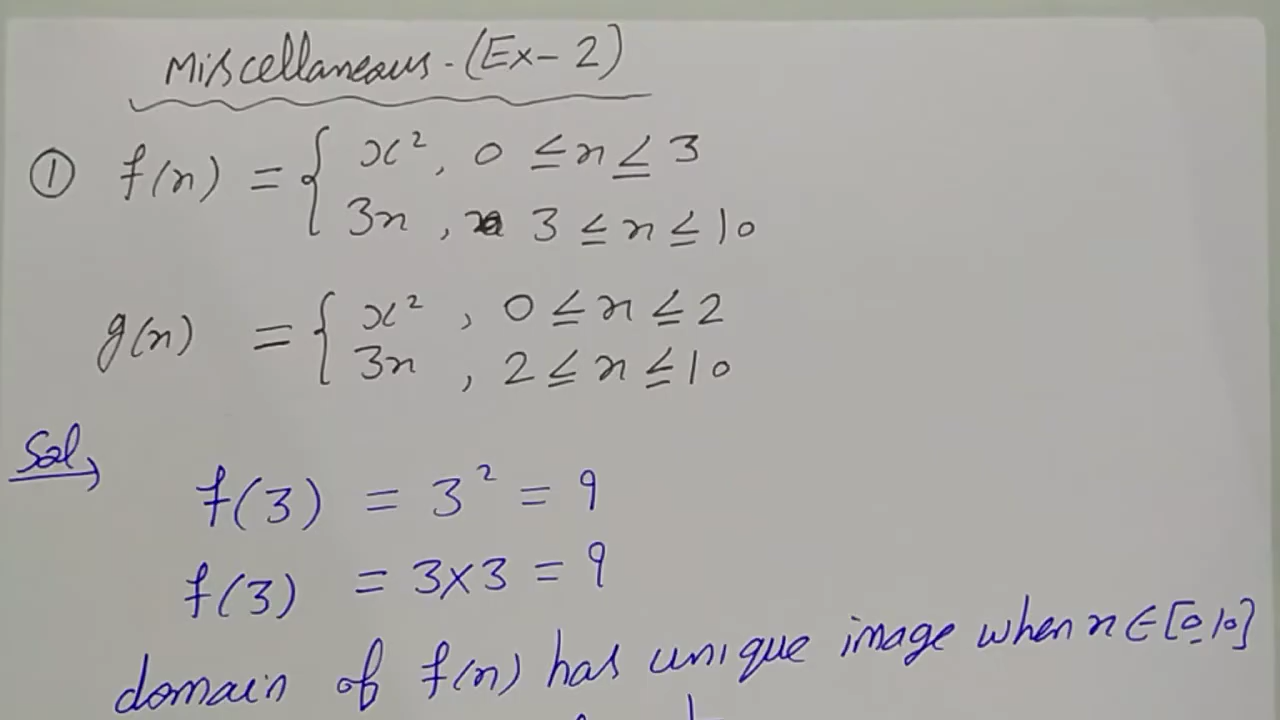 Miscellaneous - (Ex-2)
① f(x) = { x², 0 ≤ x ≤ 3
3x, 3 ≤ x ≤ 10
g(x) = { x², 0 ≤ x ≤ 2
3x, 2 ≤ x ≤ 10
Sol,
f(3) = 3² = 9
f(3) = 3×3 = 9
domain of f(x) has unique image when x ∈ [0,10]